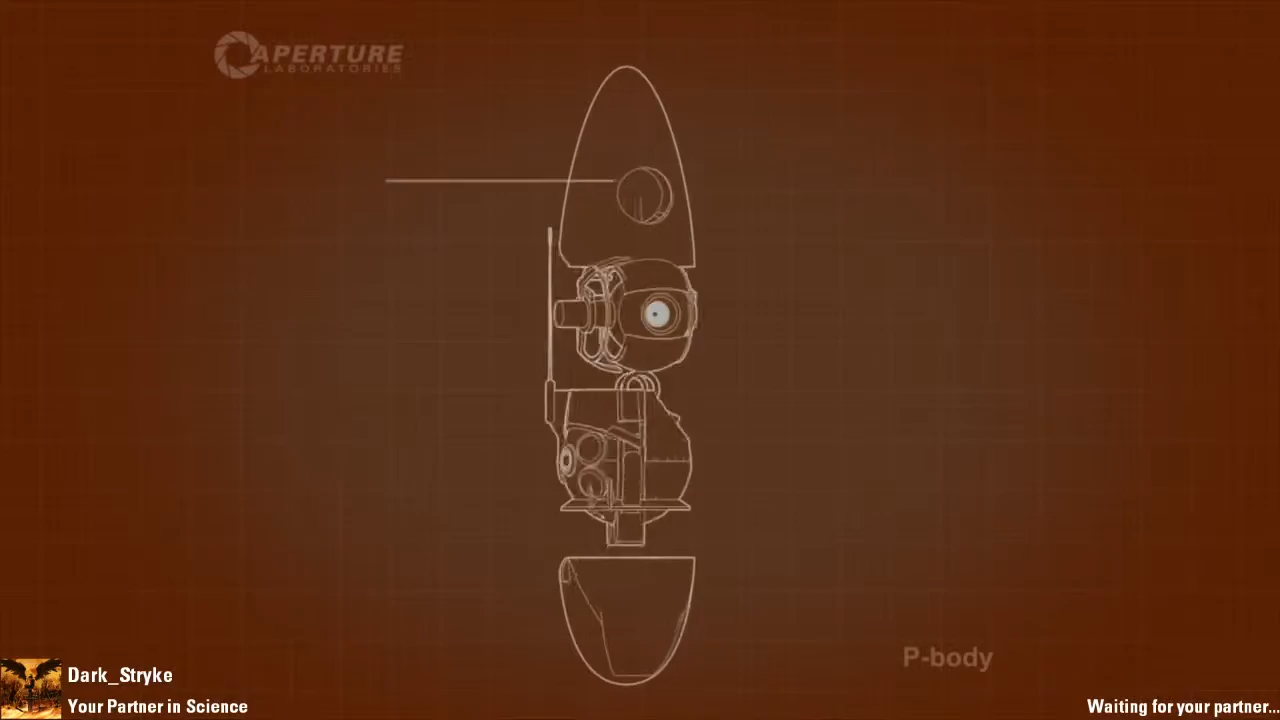 APERTURE
LABORATORIES
P-body
Dark_Stryke
Your Partner in Science
Waiting for your partner...